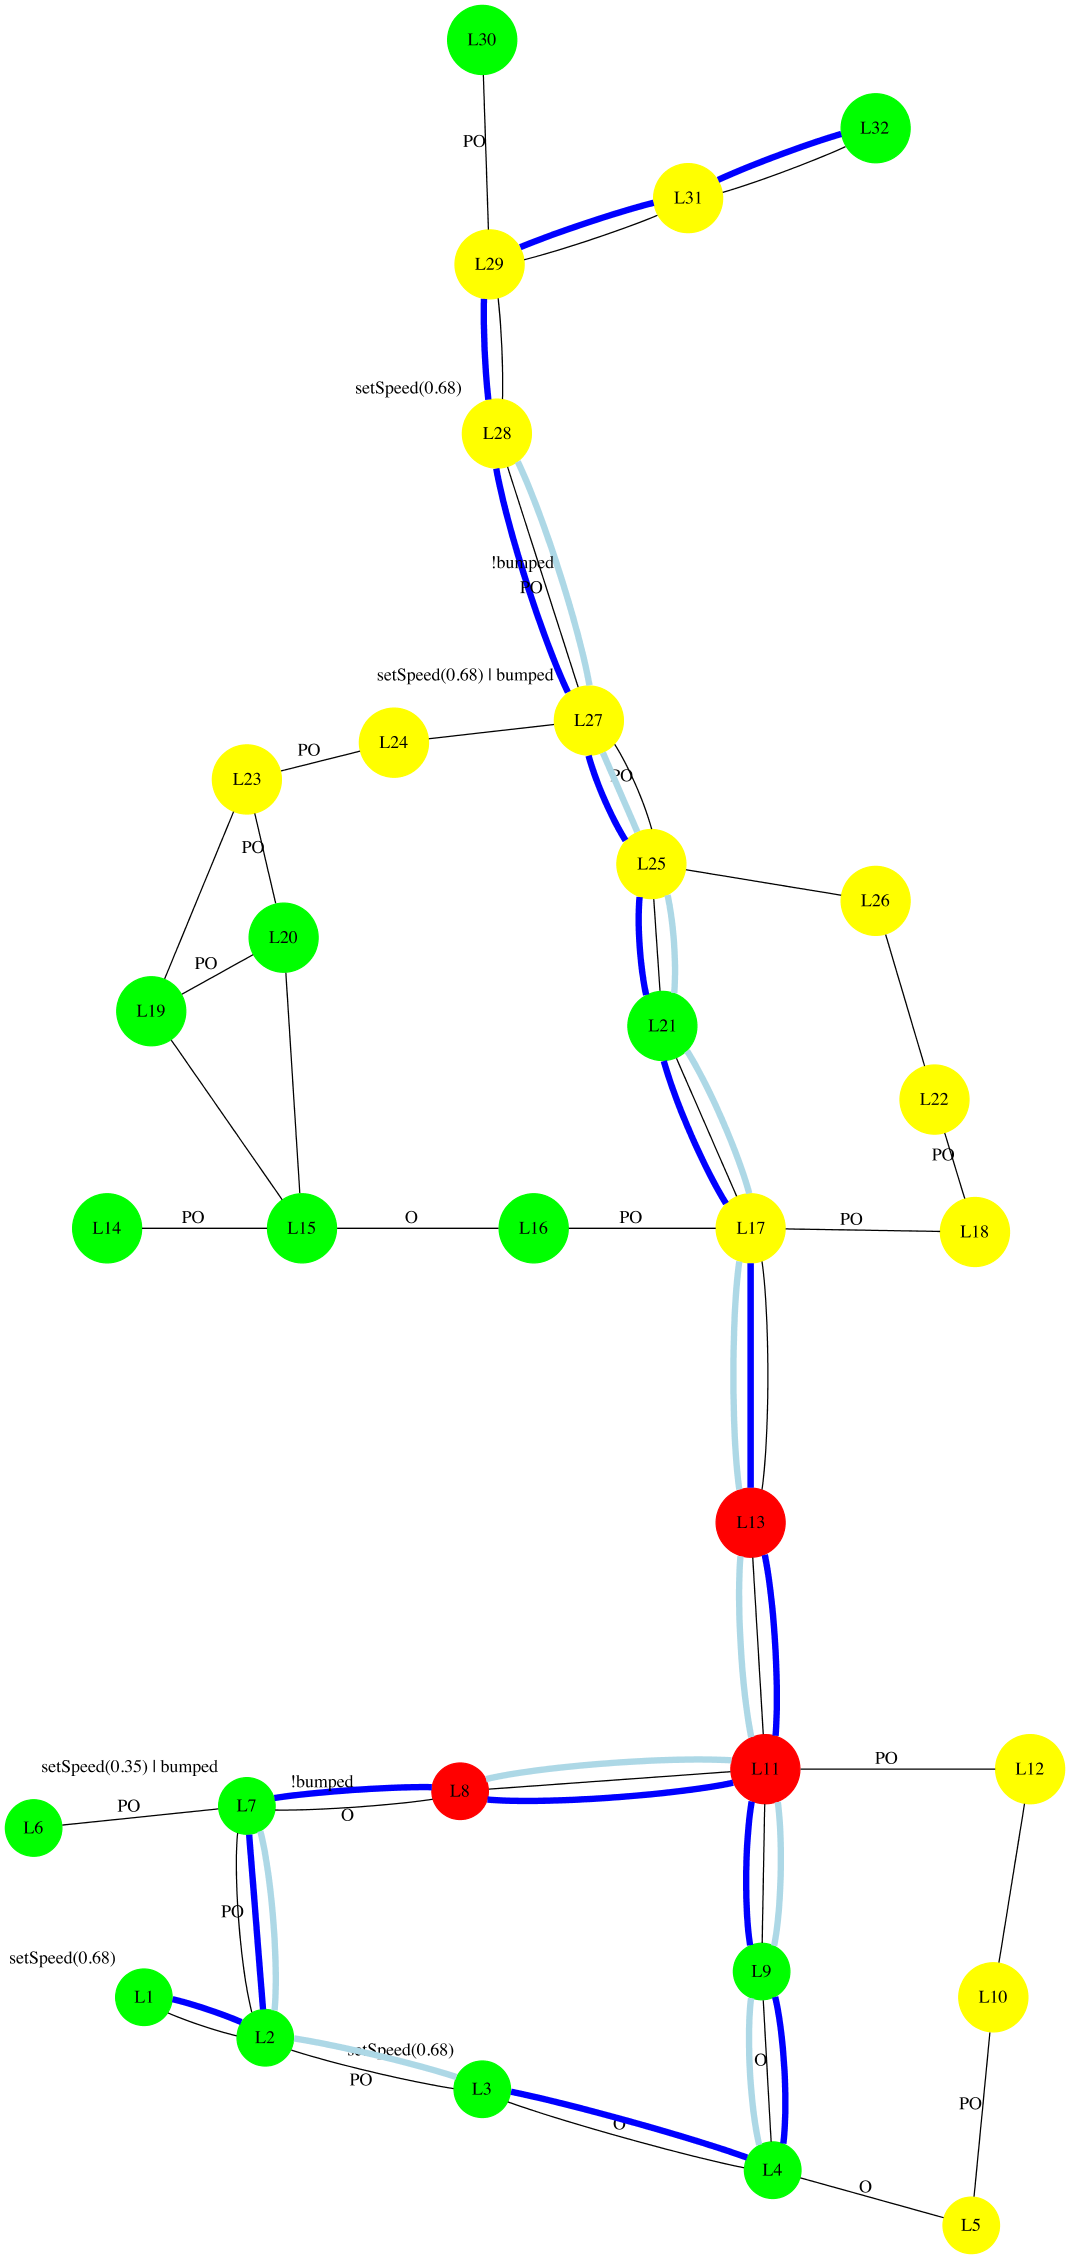 L30
L32
PO
L31
L29
setSpeed(0.68)
L28
!bumped
PO
setSpeed(0.68) | bumped
L27
L24
PO
L23
PO
PO
L25
L26
L20
PO
L19
L21
L22
PO
L14
PO
L15
O
L16
PO
L17
PO
L18
L13
setSpeed(0.35) | bumped
!bumped
L8
L11
PO
L12
PO
L7
O
L6
PO
setSpeed(0.68)
L1
L9
L10
L2
setSpeed(0.68)
O
PO
L3
PO
O
L4
O
L5